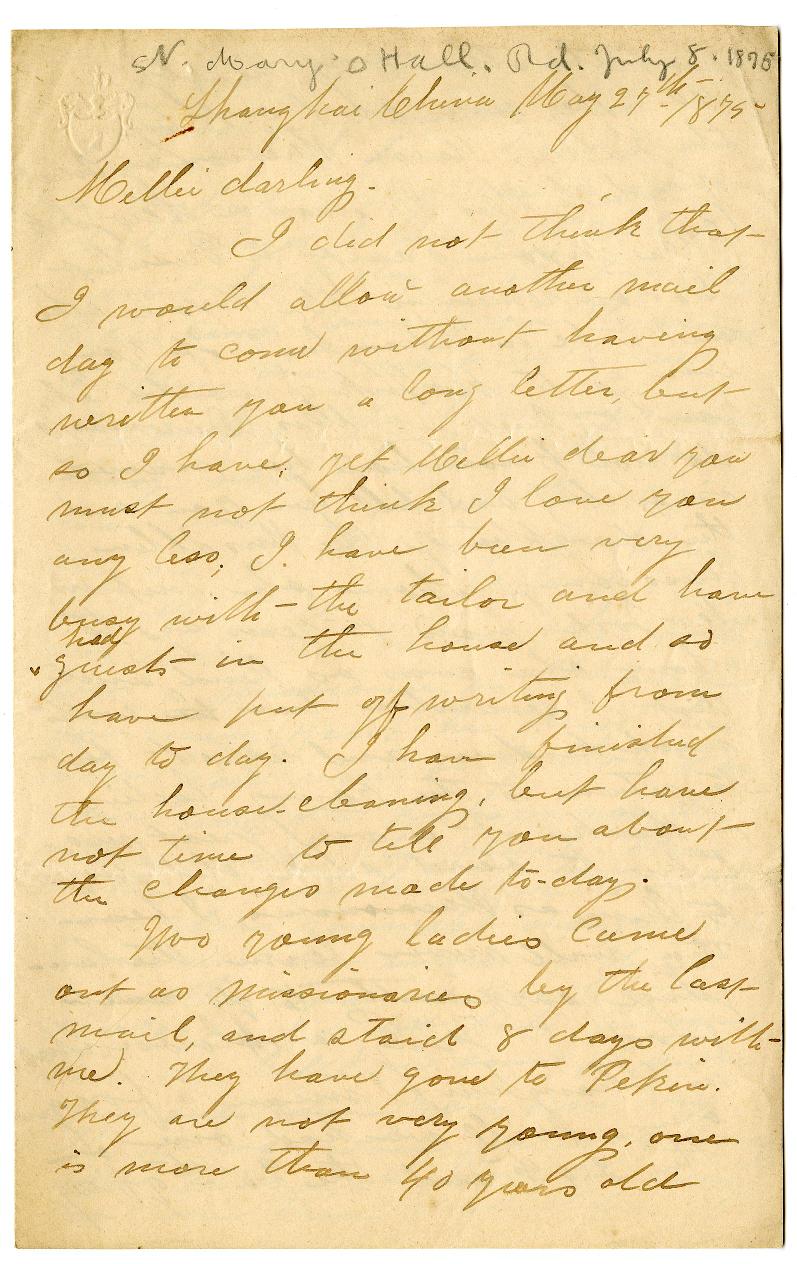 St. Mary's Hall. Rd. July 8. 1875
Shanghai China May 27th 1875
Mellie darling.
I did not think that
I would allow another mail
day to come without having
written you a long letter, but
so I have, yet Mellie dear you
must not think I love you
any less, I have been very
busy with the tailor and have
had
guests in the house and so
have put off writing from
day to day. I have finished
the house-cleaning, but have
not time to tell you about
the changes made to-day.
Two young ladies came
out as missionaries by the last
mail, and staid 8 days with
me. They have gone to Pekin.
They are not very young, one
is more than 40 years old